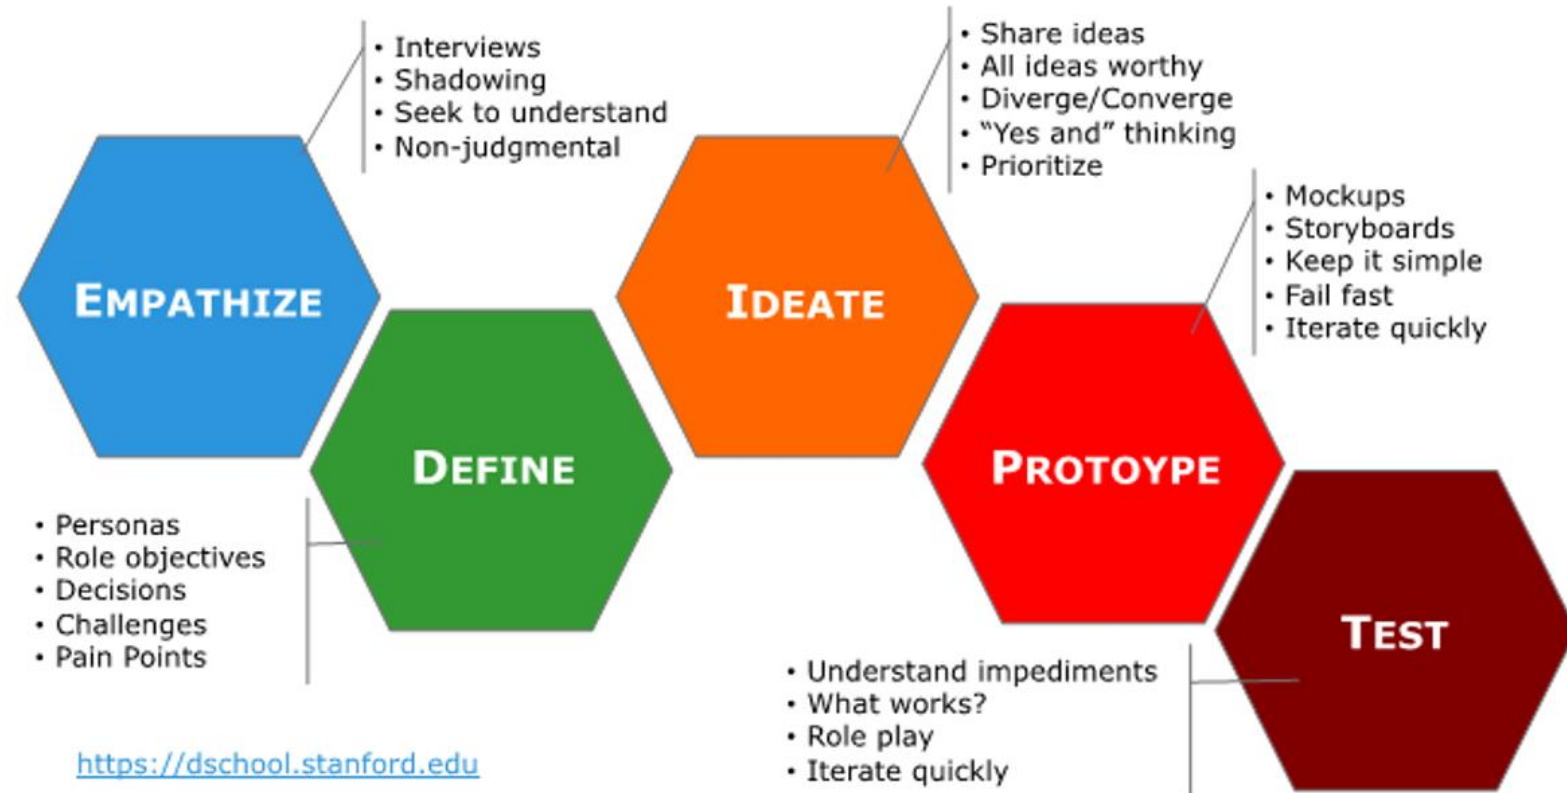 EMPATHIZE
• Interviews
• Shadowing
• Seek to understand
• Non-judgmental
DEFINE
• Personas
• Role objectives
• Decisions
• Challenges
• Pain Points
IDEATE
• Share ideas
• All ideas worthy
• Diverge/Converge
• “Yes and” thinking
• Prioritize
PROTOYPE
• Mockups
• Storyboards
• Keep it simple
• Fail fast
• Iterate quickly
TEST
• Understand impediments
• What works?
• Role play
• Iterate quickly
https://dschool.stanford.edu